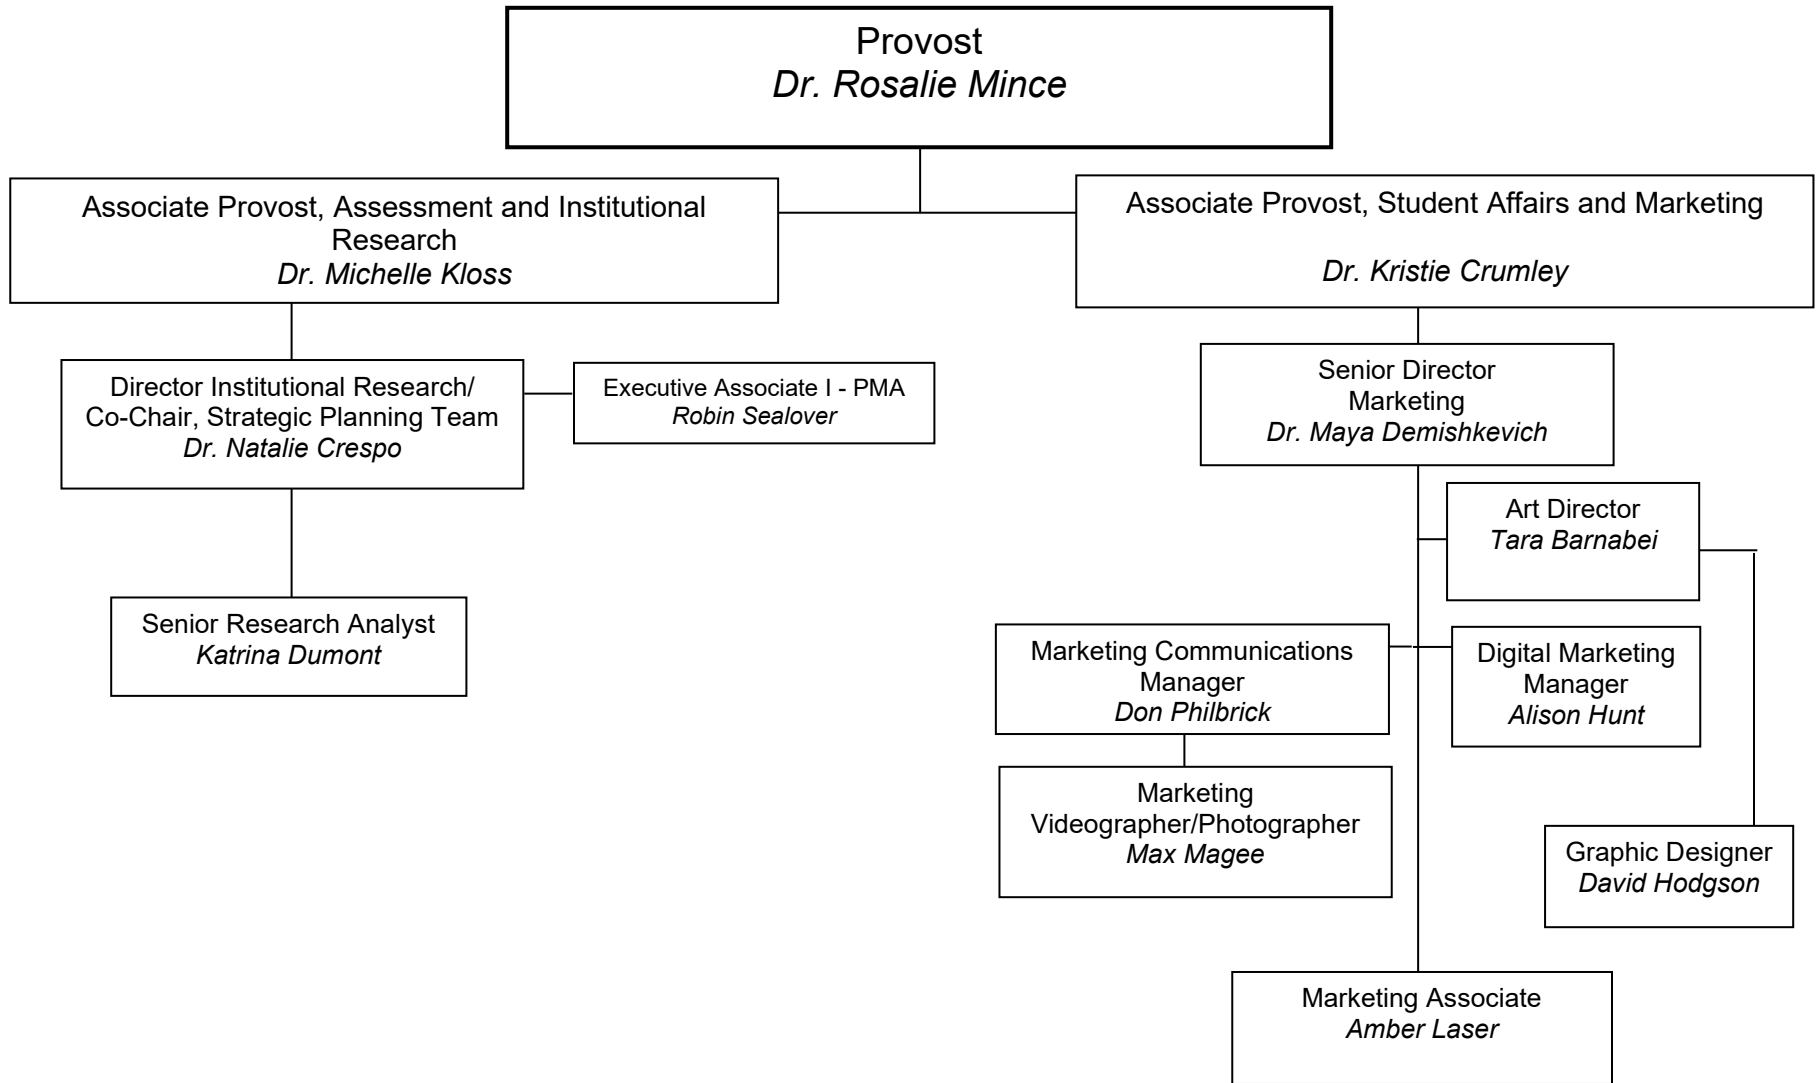 Provost
Dr. Rosalie Mince
Associate Provost, Assessment and Institutional
Research
Dr. Michelle Kloss
Associate Provost, Student Affairs and Marketing
Dr. Kristie Crumley
Director Institutional Research/
Co-Chair, Strategic Planning Team
Dr. Natalie Crespo
Executive Associate I - PMA
Robin Sealover
Senior Director
Marketing
Dr. Maya Demishkevich
Art Director
Tara Barnabei
Senior Research Analyst
Katrina Dumont
Marketing Communications
Manager
Don Philbrick
Digital Marketing
Manager
Alison Hunt
Marketing
Videographer/Photographer
Max Magee
Graphic Designer
David Hodgson
Marketing Associate
Amber Laser